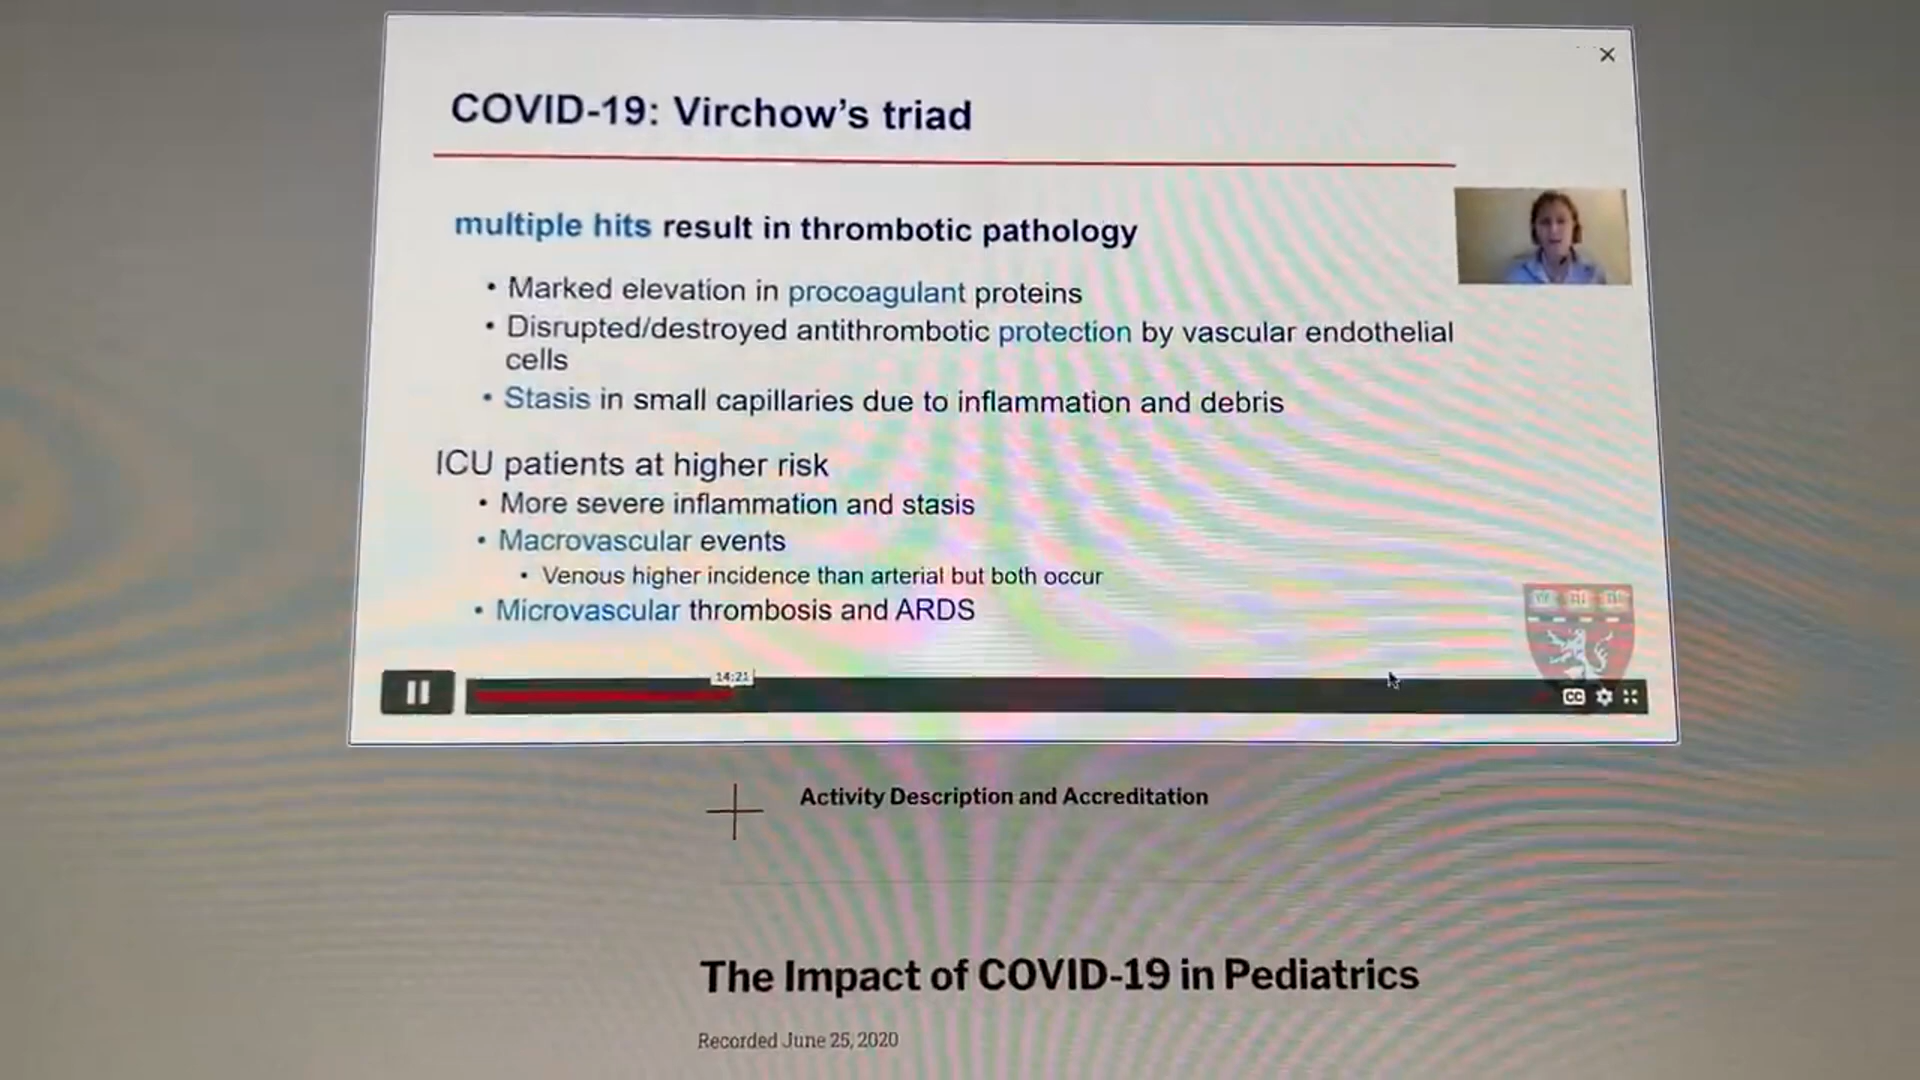 COVID-19: Virchow's triad
multiple hits result in thrombotic pathology
• Marked elevation in procoagulant proteins
• Disrupted/destroyed antithrombotic protection by vascular endothelial
cells
• Stasis in small capillaries due to inflammation and debris
ICU patients at higher risk
• More severe inflammation and stasis
• Macrovascular events
• Venous higher incidence than arterial but both occur
• Microvascular thrombosis and ARDS
14:21
CC
Activity Description and Accreditation
The Impact of COVID-19 in Pediatrics
Recorded June 25, 2020